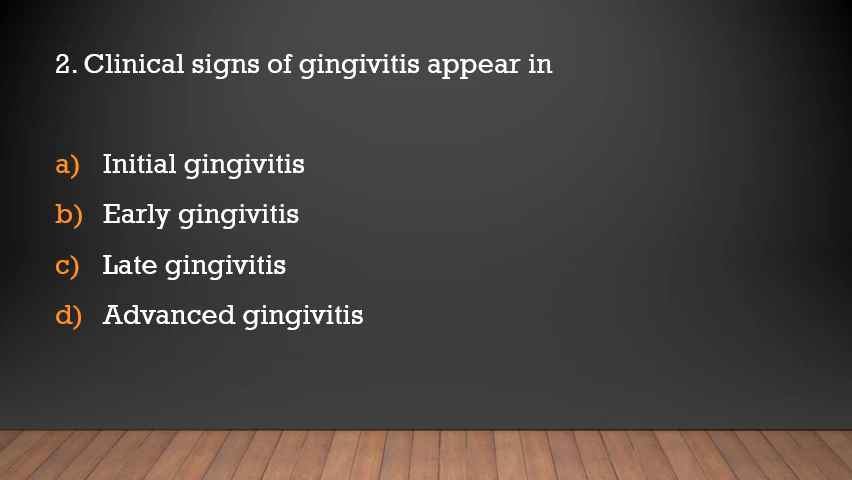 2. Clinical signs of gingivitis appear in
a) Initial gingivitis
b) Early gingivitis
c) Late gingivitis
d) Advanced gingivitis